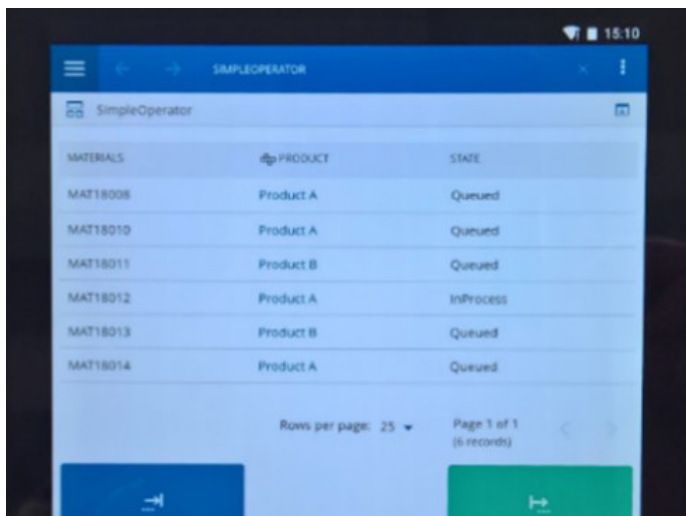 15:10
SIMPLEOPERATOR
SimpleOperator
MATERIALS PRODUCT STATE
MAT18008 Product A Queued
MAT18010 Product A Queued
MAT18011 Product B Queued
MAT18012 Product A InProcess
MAT18013 Product B Queued
MAT18014 Product A Queued
Rows per page: 25 Page 1 of 1
(6 records)